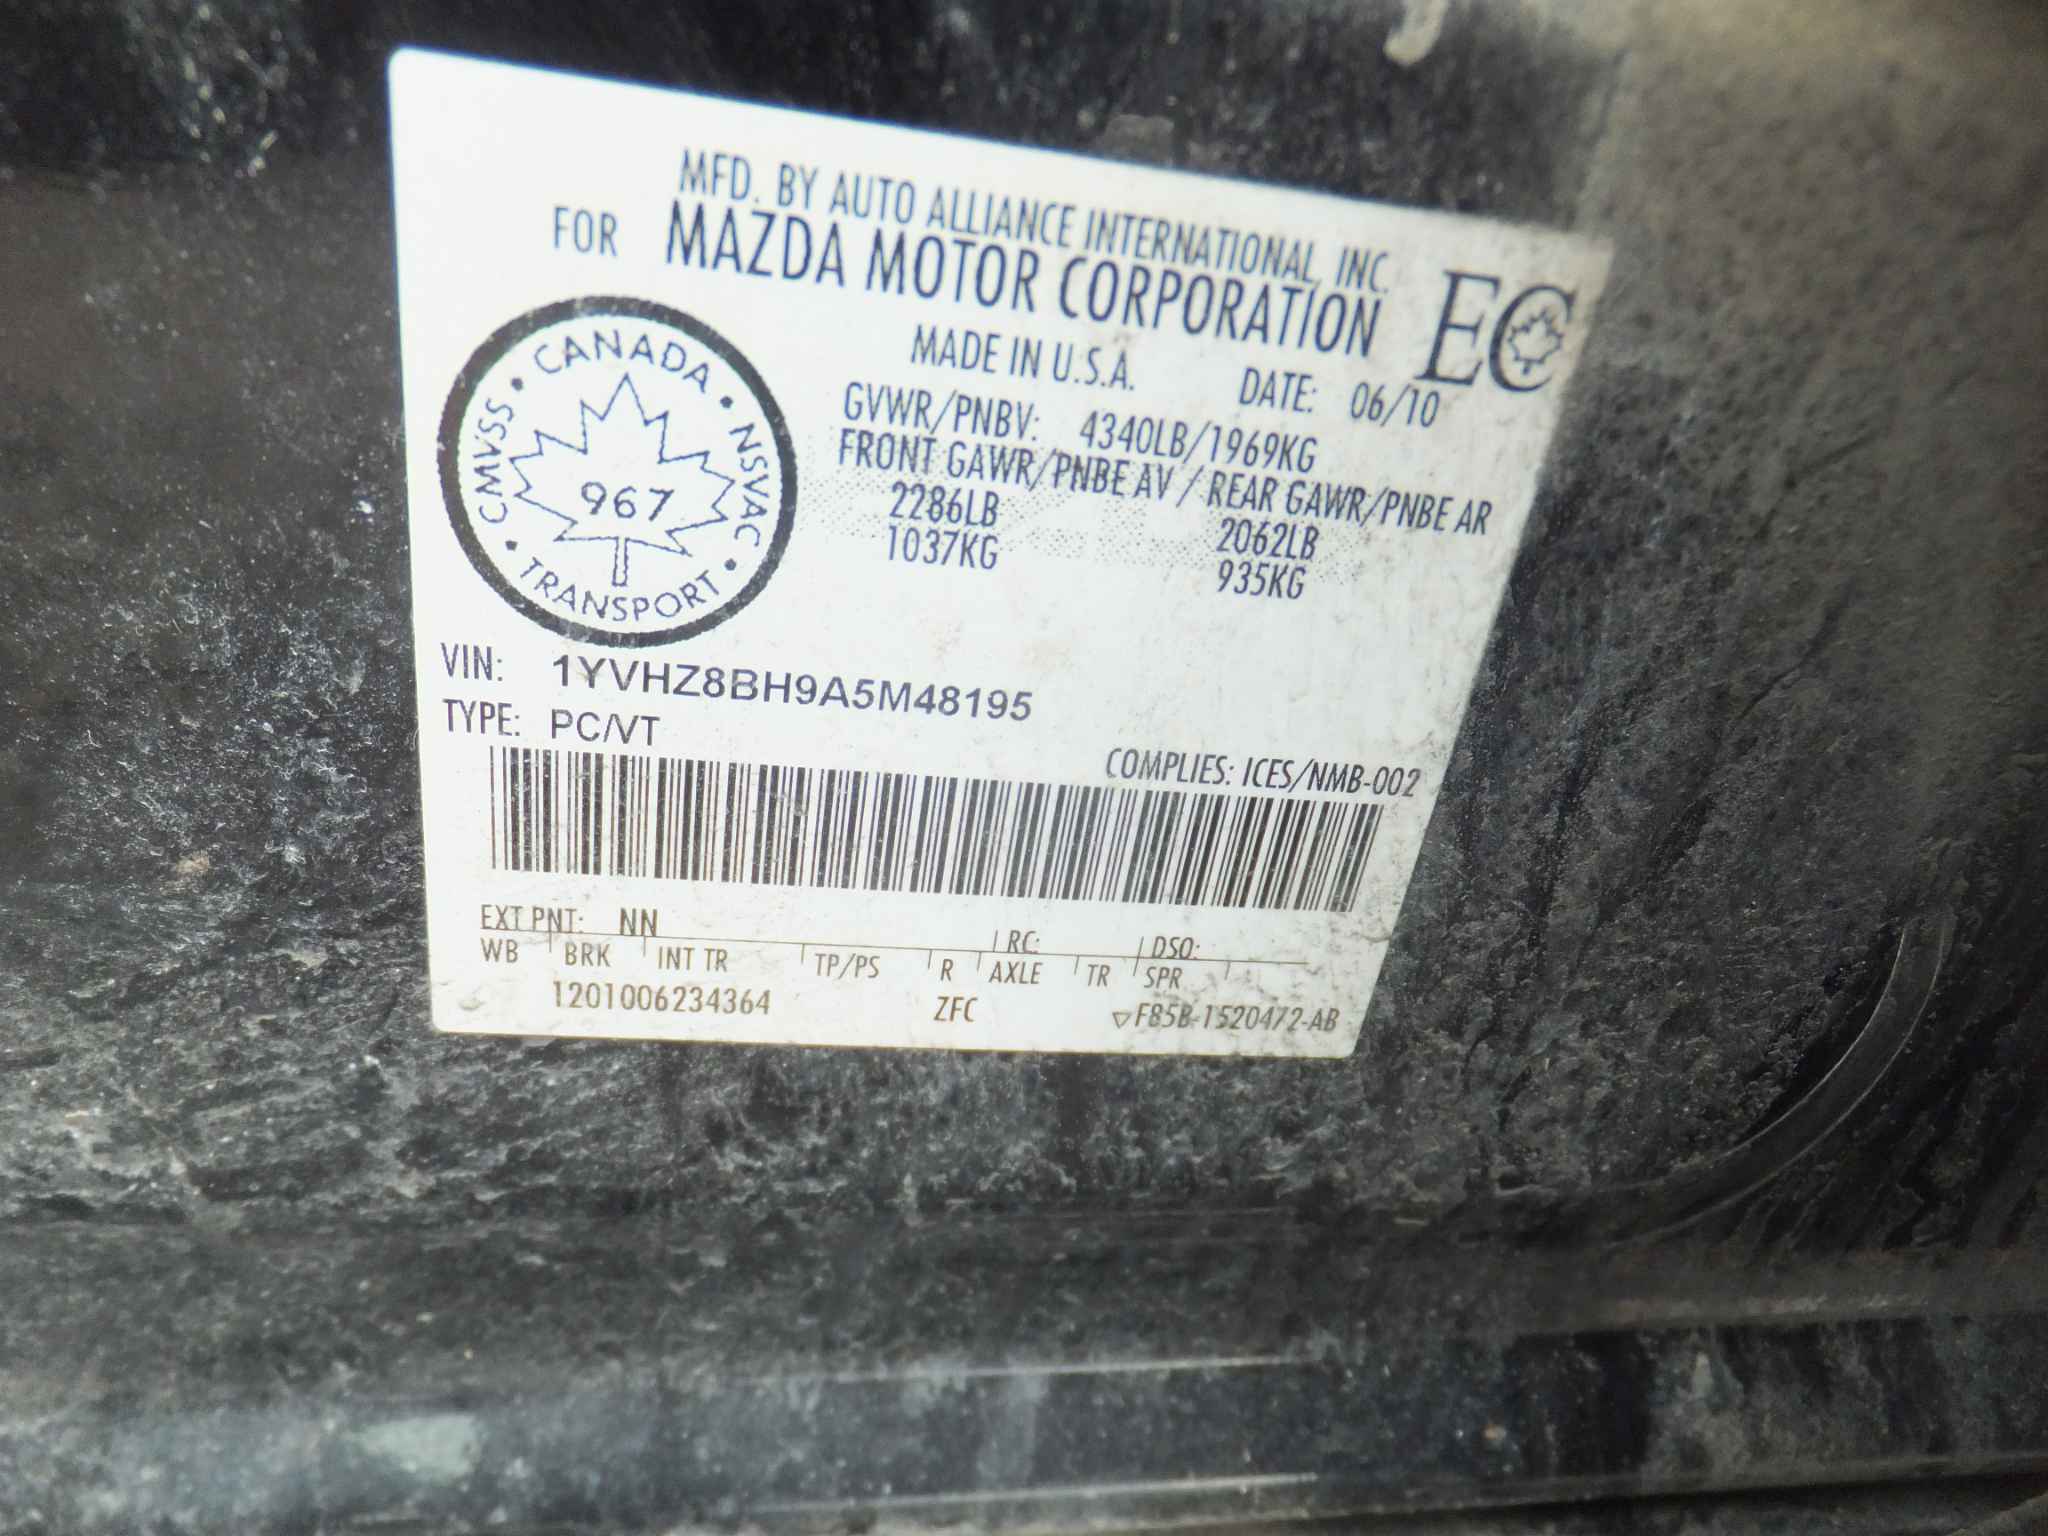 MFD. BY AUTO ALLIANCE INTERNATIONAL, INC.
FOR MAZDA MOTOR CORPORATION
EC
MADE IN U.S.A. DATE: 06/10
GVWR/PNBV: 4340LB/1969KG
FRONT GAWR/PNBE AV / REAR GAWR/PNBE AR
2286LB 2062LB
1037KG 935KG
CANADA
CMVSS • NSVAC
967
TRANSPORT
VIN: 1YVHZ8BH9A5M48195
TYPE: PC/VT
COMPLIES: ICES/NMB-002
EXT PNT: NN RC: DSO:
WB BRK INT TR TP/PS R AXLE TR SPR
1201006234364 ZFC ▽F85B-1520472-AB